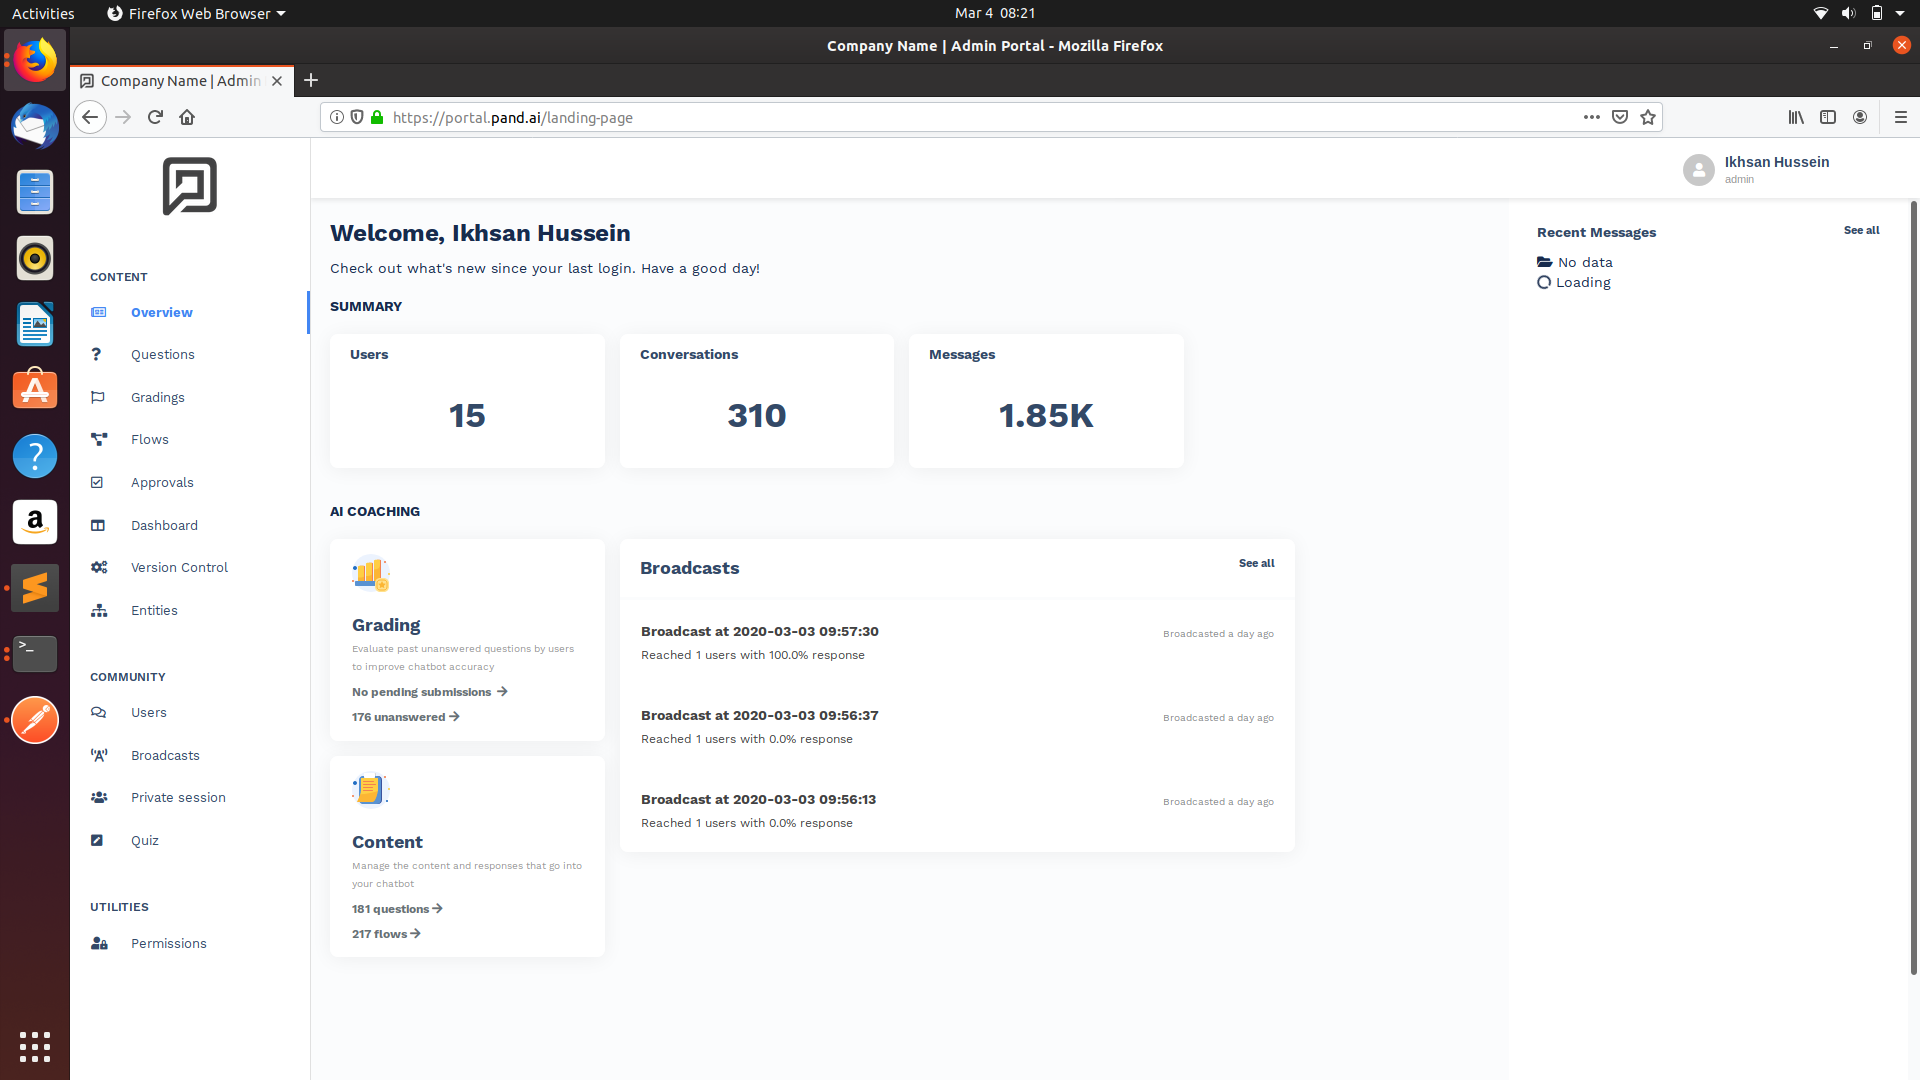 Activities
Firefox Web Browser
Mar 4 08:21
Company Name | Admin Portal - Mozilla Firefox
Company Name | Admin
https://portal.pand.ai/landing-page
Ikhsan Hussein
admin
CONTENT
Overview
Questions
Gradings
Flows
Approvals
Dashboard
Version Control
Entities
COMMUNITY
Users
Broadcasts
Private session
Quiz
UTILITIES
Permissions
Welcome, Ikhsan Hussein
Check out what's new since your last login. Have a good day!
SUMMARY
Users
15
Conversations
310
Messages
1.85K
AI COACHING
Grading
Evaluate past unanswered questions by users
to improve chatbot accuracy
No pending submissions
176 unanswered
Content
Manage the content and responses that go into
your chatbot
181 questions
217 flows
Broadcasts
See all
Broadcast at 2020-03-03 09:57:30
Broadcasted a day ago
Reached 1 users with 100.0% response
Broadcast at 2020-03-03 09:56:37
Broadcasted a day ago
Reached 1 users with 0.0% response
Broadcast at 2020-03-03 09:56:13
Broadcasted a day ago
Reached 1 users with 0.0% response
Recent Messages
See all
No data
Loading